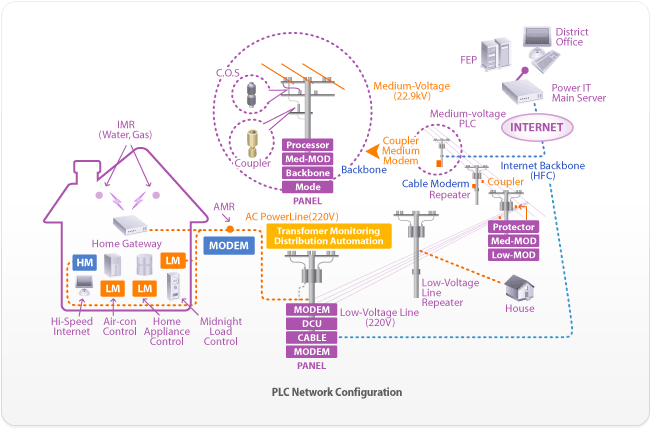 District
Office
FEP
Power IT
Main Server
INTERNET
C.O.S
Medium-Voltage
(22.9kV)
Medium-voltage
PLC
Coupler
Medium
Modem
Coupler
Processor
Med-MOD
Backbone
Mode
PANEL
Backbone
Internet Backbone
(HFC)
Cable Moderm
Repeater
Coupler
Protector
Med-MOD
Low-MOD
IMR
(Water, Gas)
AMR
AC PowerLine(220V)
MODEM
Transfomer Monitoring
Distribution Automation
Home Gateway
HM
LM
LM
LM
Hi-Speed
Internet
Air-con
Control
Home
Appliance
Control
Midnight
Load
Control
MODEM
DCU
CABLE
MODEM
PANEL
Low-Voltage Line
(220V)
Low-Voltage
Line
Repeater
House
PLC Network Configuration